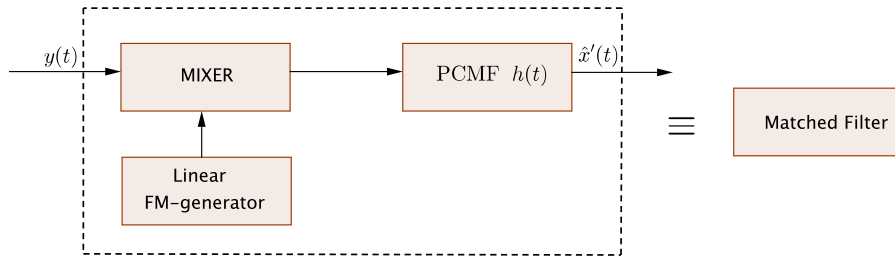 y(t)
MIXER
PCMF h(t)
x̂′(t)
Linear
FM-generator
≡
Matched Filter